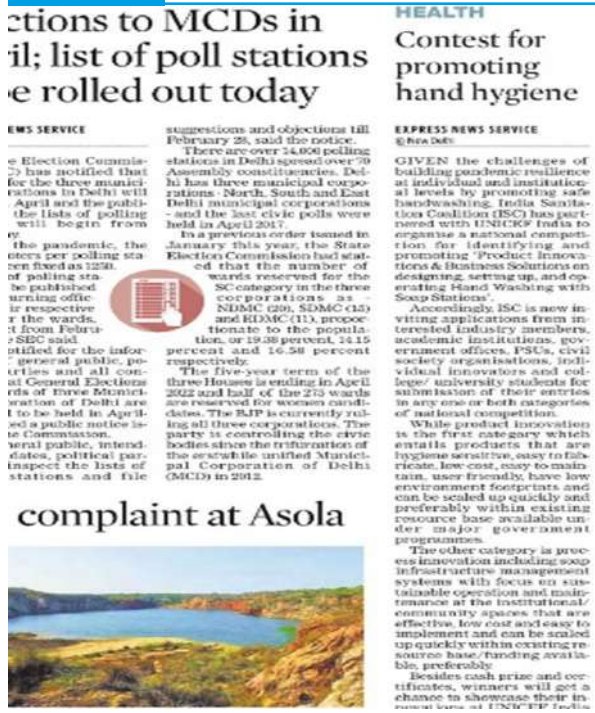 ctions to MCDs in
il; list of poll stations
e rolled out today
EWS SERVICE
e Election Commis-
C) has notified that
for the three munici-
rations in Delhi will
April and the publi-
the lists of polling
will begin from
y.
the pandemic, the
oters per polling sta-
een fixed as 1250.
of polling sta-
be published
urning offic-
ir respective
r the wards,
t from Febru-
e SEC said.
otified for the infor-
general public, po-
arties and all con-
at General Elections
rds of three Munici-
oration of Delhi are
l to be held in April-
ed a public notice is-
e Commission.
neral public, intend-
dates, political par-
inspect the lists of
stations and file
suggestions and objections till
February 28, said the notice.
There are over 14,000 polling
stations in Delhi spread over 70
Assembly constituencies. Del-
hi has three municipal corpo-
rations - North, South and East
Delhi municipal corporations
- and the last civic polls were
held in April 2017.
In a previous order issued in
January this year, the State
Election Commission had stat-
ed that the number of
wards reserved for the
SC category in the three
corporations as -
NDMC (20), SDMC (15)
and EDMC (11), propor-
tionate to the popula-
tion, or 19.38 percent, 14.15
percent and 16.58 percent
respectively.
The five-year term of the
three Houses is ending in April
2022 and half of the 275 wards
are reserved for women candi-
dates. The BJP is currently rul-
ing all three corporations. The
party is controlling the civic
bodies since the trifurcation of
the erstwhile unified Munici-
pal Corporation of Delhi
(MCD) in 2012.
complaint at Asola
HEALTH
Contest for
promoting
hand hygiene
EXPRESS NEWS SERVICE
@ New Delhi
GIVEN the challenges of
building pandemic resilience
at individual and institution-
al levels by promoting safe
handwashing, India Sanita-
tion Coalition (ISC) has part-
nered with UNICEF India to
organise a national competi-
tion for identifying and
promoting 'Product Innova-
tions & Business Solutions on
designing, setting up, and op-
erating Hand Washing with
Soap Stations'.
Accordingly, ISC is now in-
viting applications from in-
terested industry members,
academic institutions, gov-
ernment offices, PSUs, civil
society organisations, indi-
vidual innovators and col-
lege/ university students for
submission of their entries
in any one or both categories
of national competition.
While product innovation
is the first category which
entails products that are
hygiene sensitive, easy to fab-
ricate, low-cost, easy to main-
tain, user-friendly, have low
environment footprints and
can be scaled up quickly and
preferably within existing
resource base available un-
der major government
programmes.
The other category is proc-
ess innovation including soap
infrastructure management
systems with focus on sus-
tainable operation and main-
tenance at the institutional/
community spaces that are
effective, low cost and easy to
implement and can be scaled
up quickly within existing re-
source base/funding availa-
ble, preferably.
Besides cash prize and cer-
tificates, winners will get a
chance to showcase their in-
novations at UNICEF India